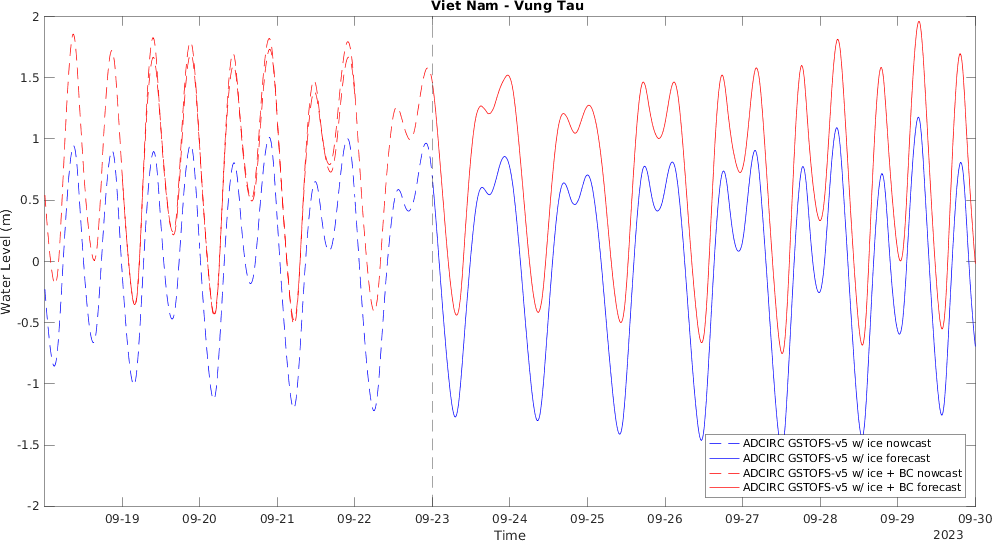 Viet Nam - Vung Tau
2
1.5
1
0.5
0
-0.5
-1
-1.5
-2
Water Level (m)
ADCIRC GSTOFS-v5 w/ ice nowcast
ADCIRC GSTOFS-v5 w/ ice forecast
ADCIRC GSTOFS-v5 w/ ice + BC nowcast
ADCIRC GSTOFS-v5 w/ ice + BC forecast
09-19 09-20 09-21 09-22 09-23 09-24 09-25 09-26 09-27 09-28 09-29 09-30
Time
2023